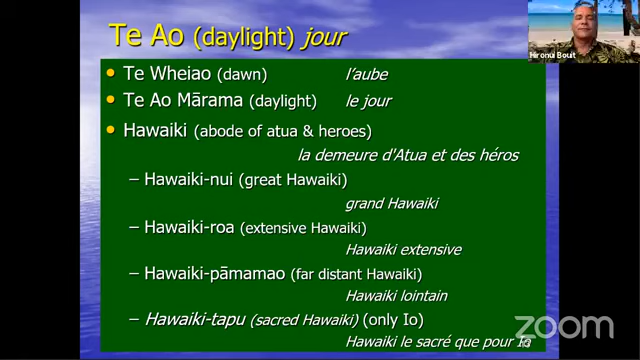 Te Ao (daylight) jour
Hironui Bouit
• Te Wheiao (dawn) l'aube
• Te Ao Mārama (daylight) le jour
• Hawaiki (abode of atua & heroes)
la demeure d'Atua et des héros
– Hawaiki-nui (great Hawaiki)
grand Hawaiki
– Hawaiki-roa (extensive Hawaiki)
Hawaiki extensive
– Hawaiki-pāmamao (far distant Hawaiki)
Hawaiki lointain
– Hawaiki-tapu (sacred Hawaiki) (only Io)
Hawaiki le sacré que pour Io
zoom